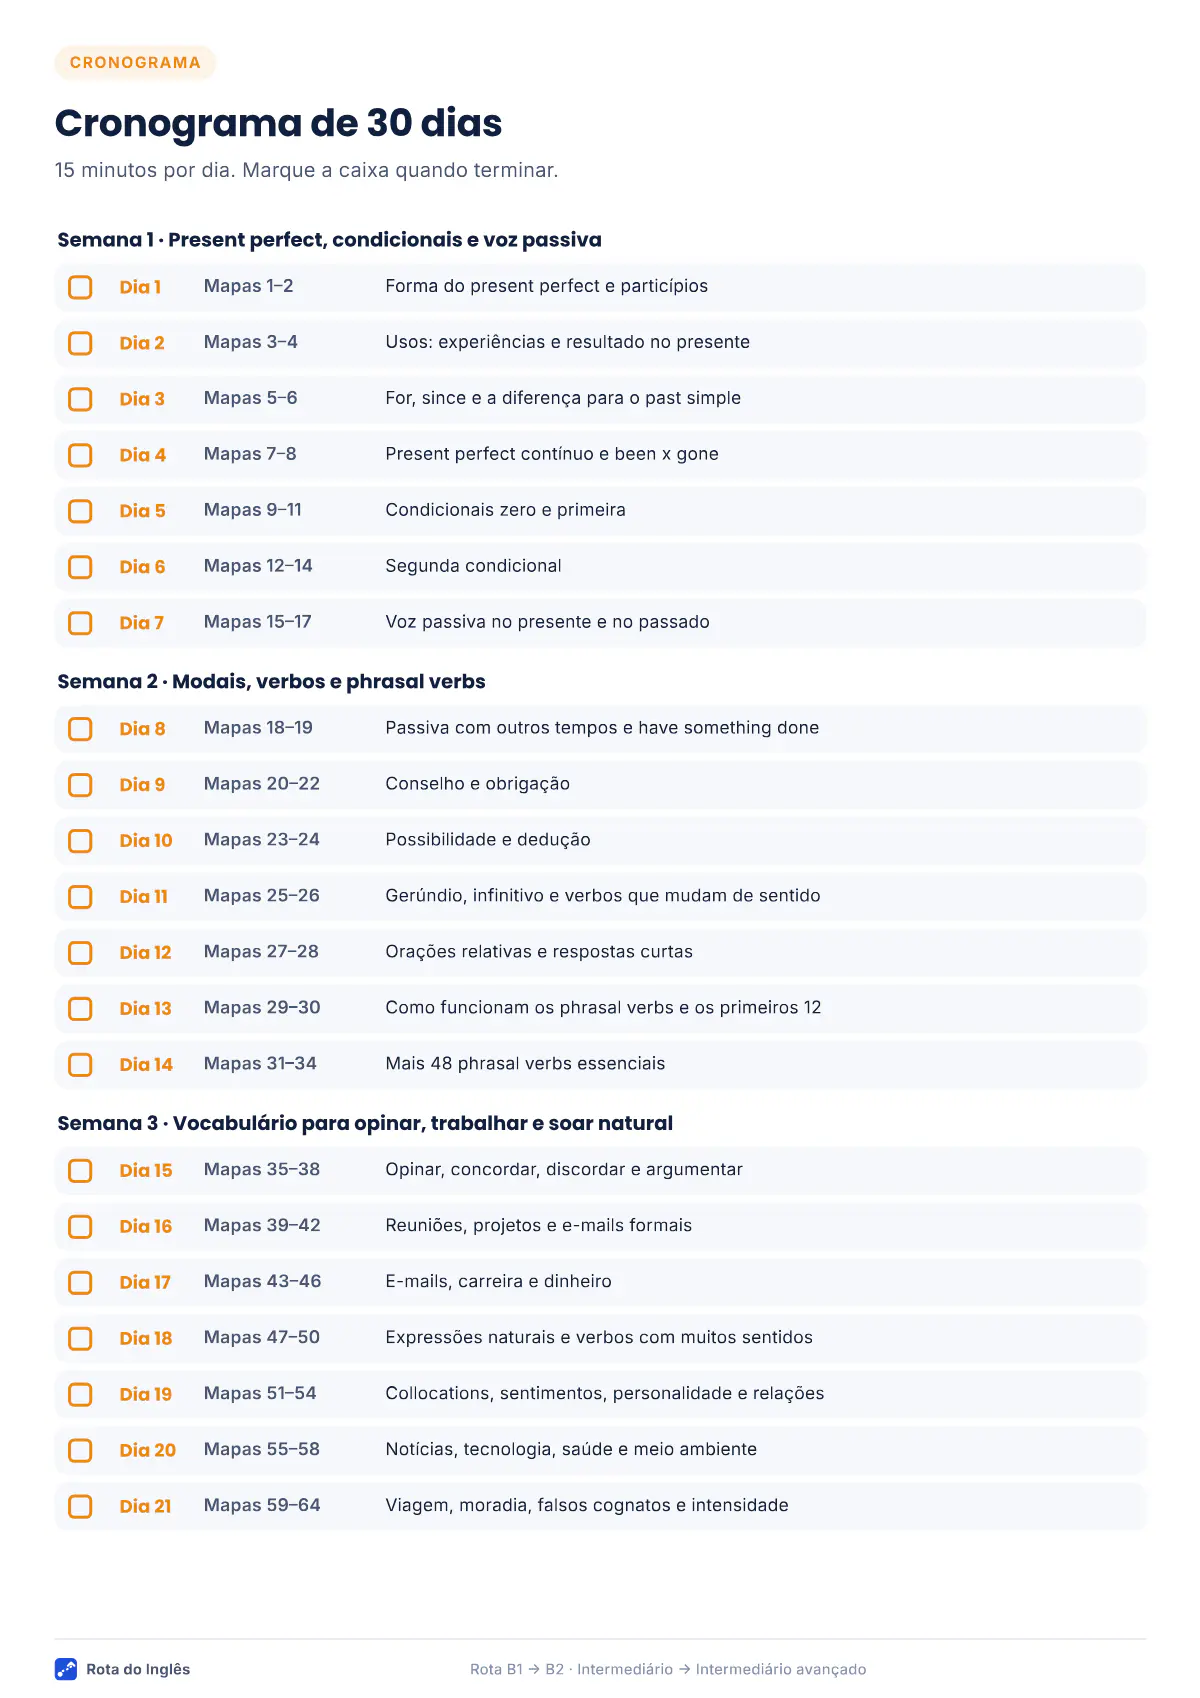 CRONOGRAMA
Cronograma de 30 dias
15 minutos por dia. Marque a caixa quando terminar.
Semana 1 · Present perfect, condicionais e voz passiva
Dia 1 Mapas 1–2 Forma do present perfect e particípios
Dia 2 Mapas 3–4 Usos: experiências e resultado no presente
Dia 3 Mapas 5–6 For, since e a diferença para o past simple
Dia 4 Mapas 7–8 Present perfect contínuo e been x gone
Dia 5 Mapas 9–11 Condicionais zero e primeira
Dia 6 Mapas 12–14 Segunda condicional
Dia 7 Mapas 15–17 Voz passiva no presente e no passado
Semana 2 · Modais, verbos e phrasal verbs
Dia 8 Mapas 18–19 Passiva com outros tempos e have something done
Dia 9 Mapas 20–22 Conselho e obrigação
Dia 10 Mapas 23–24 Possibilidade e dedução
Dia 11 Mapas 25–26 Gerúndio, infinitivo e verbos que mudam de sentido
Dia 12 Mapas 27–28 Orações relativas e respostas curtas
Dia 13 Mapas 29–30 Como funcionam os phrasal verbs e os primeiros 12
Dia 14 Mapas 31–34 Mais 48 phrasal verbs essenciais
Semana 3 · Vocabulário para opinar, trabalhar e soar natural
Dia 15 Mapas 35–38 Opinar, concordar, discordar e argumentar
Dia 16 Mapas 39–42 Reuniões, projetos e e-mails formais
Dia 17 Mapas 43–46 E-mails, carreira e dinheiro
Dia 18 Mapas 47–50 Expressões naturais e verbos com muitos sentidos
Dia 19 Mapas 51–54 Collocations, sentimentos, personalidade e relações
Dia 20 Mapas 55–58 Notícias, tecnologia, saúde e meio ambiente
Dia 21 Mapas 59–64 Viagem, moradia, falsos cognatos e intensidade
Rota do Inglês Rota B1 → B2 · Intermediário → Intermediário avançado